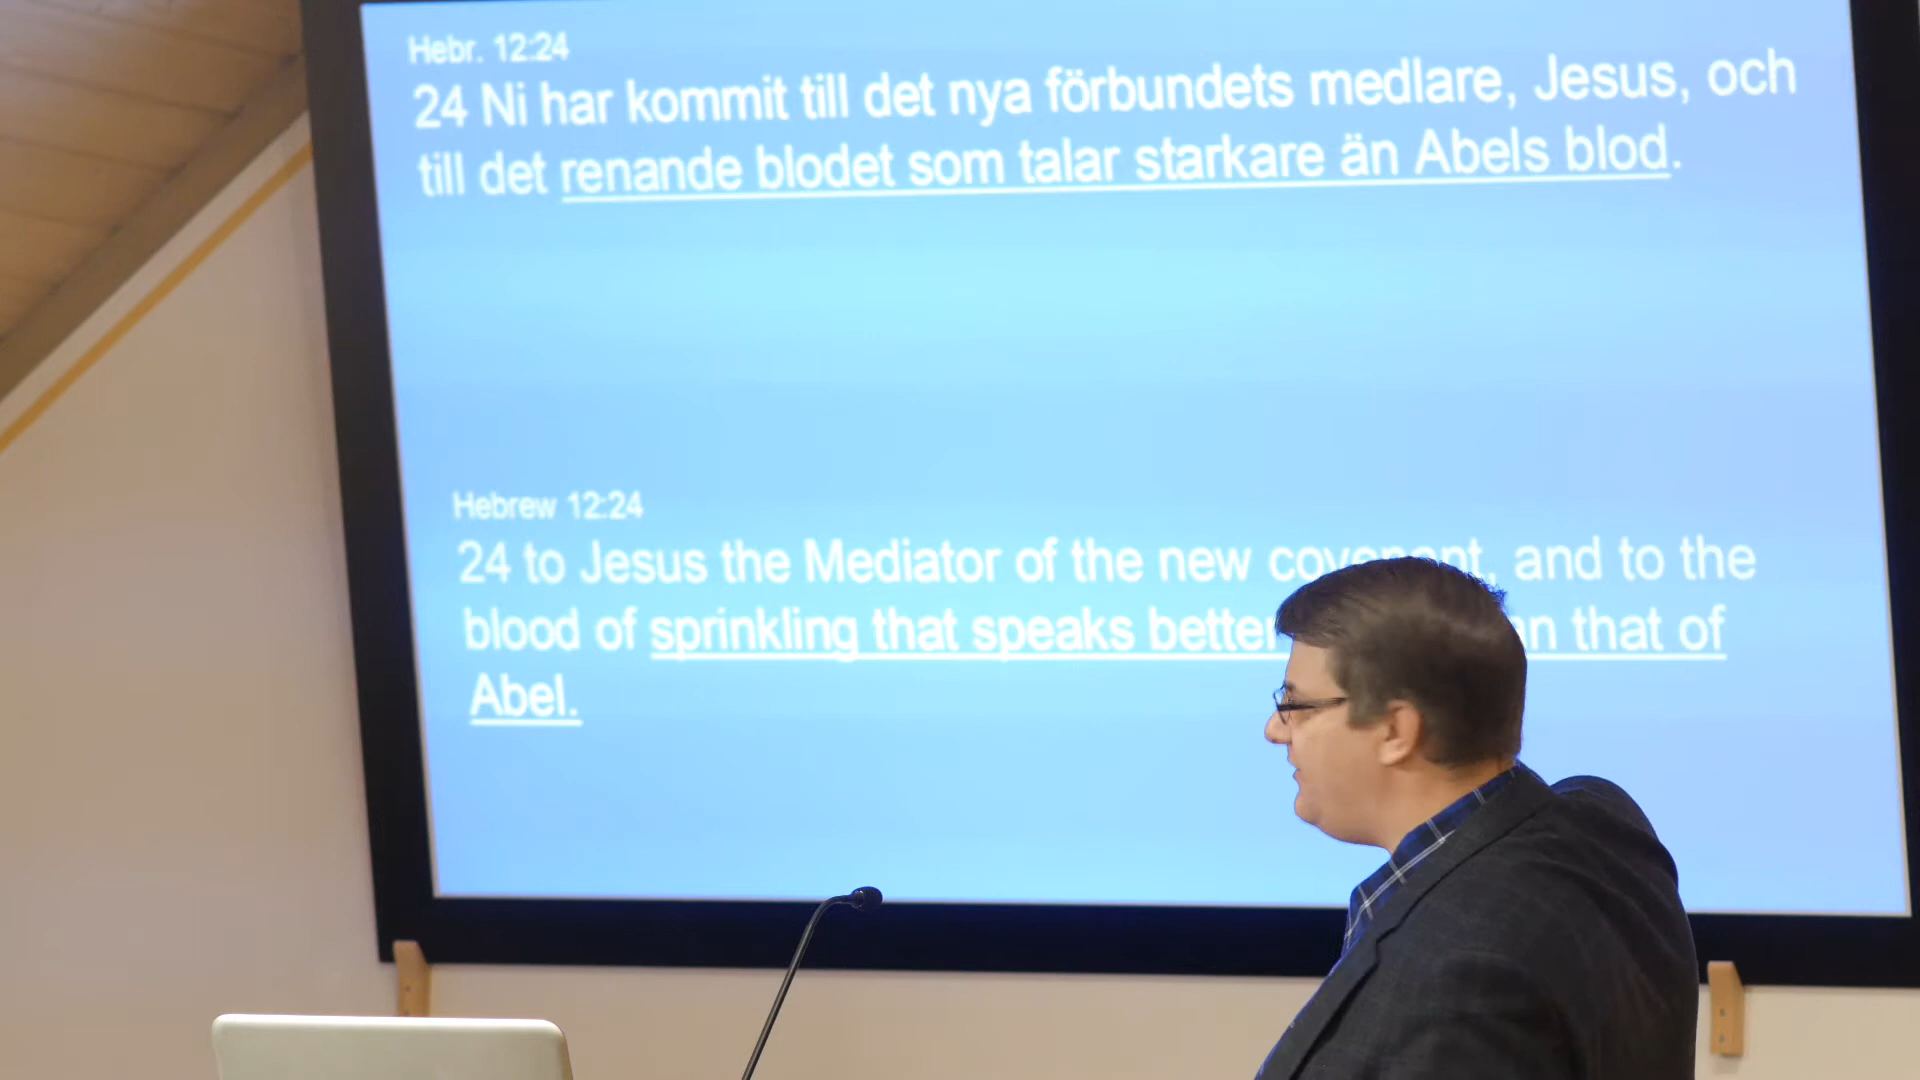 Hebr. 12:24
24 Ni har kommit till det nya förbundets medlare, Jesus, och
till det renande blodet som talar starkare än Abels blod.
Hebrew 12:24
24 to Jesus the Mediator of the new covenant, and to the
blood of sprinkling that speaks better that of
Abel.